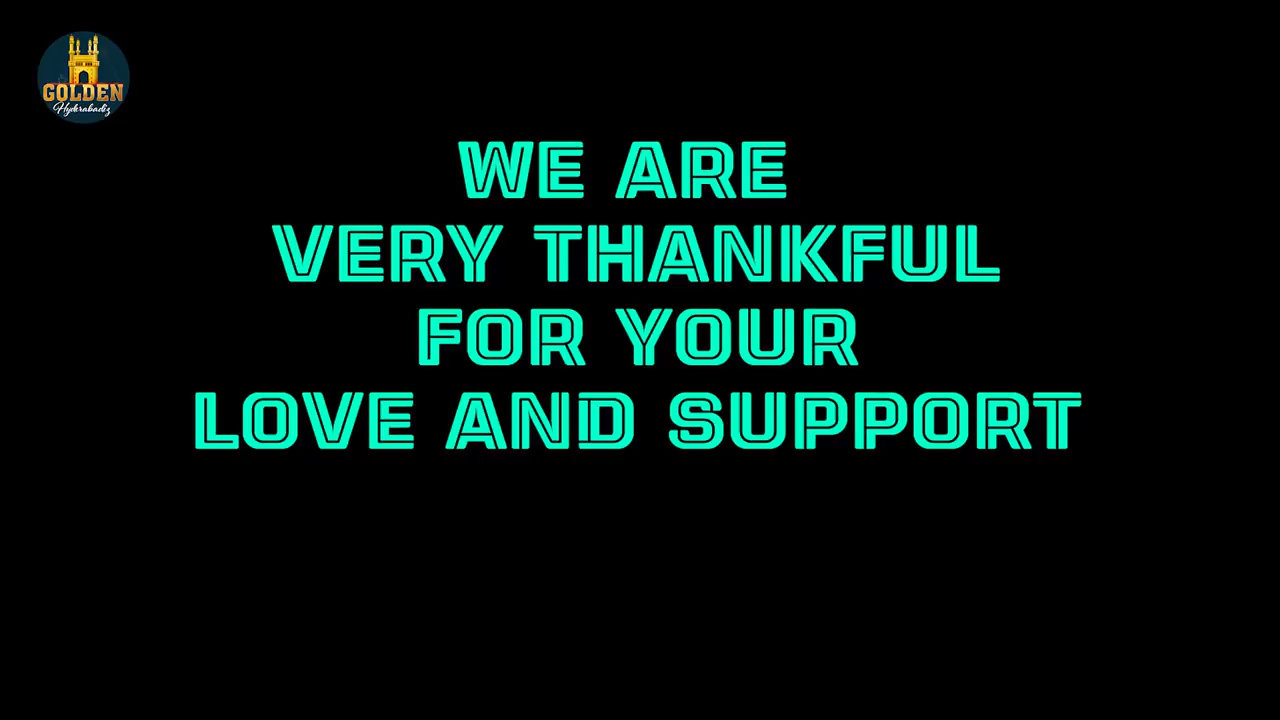 GOLDEN
Hyderabadiz
WE ARE
VERY THANKFUL
FOR YOUR
LOVE AND SUPPORT